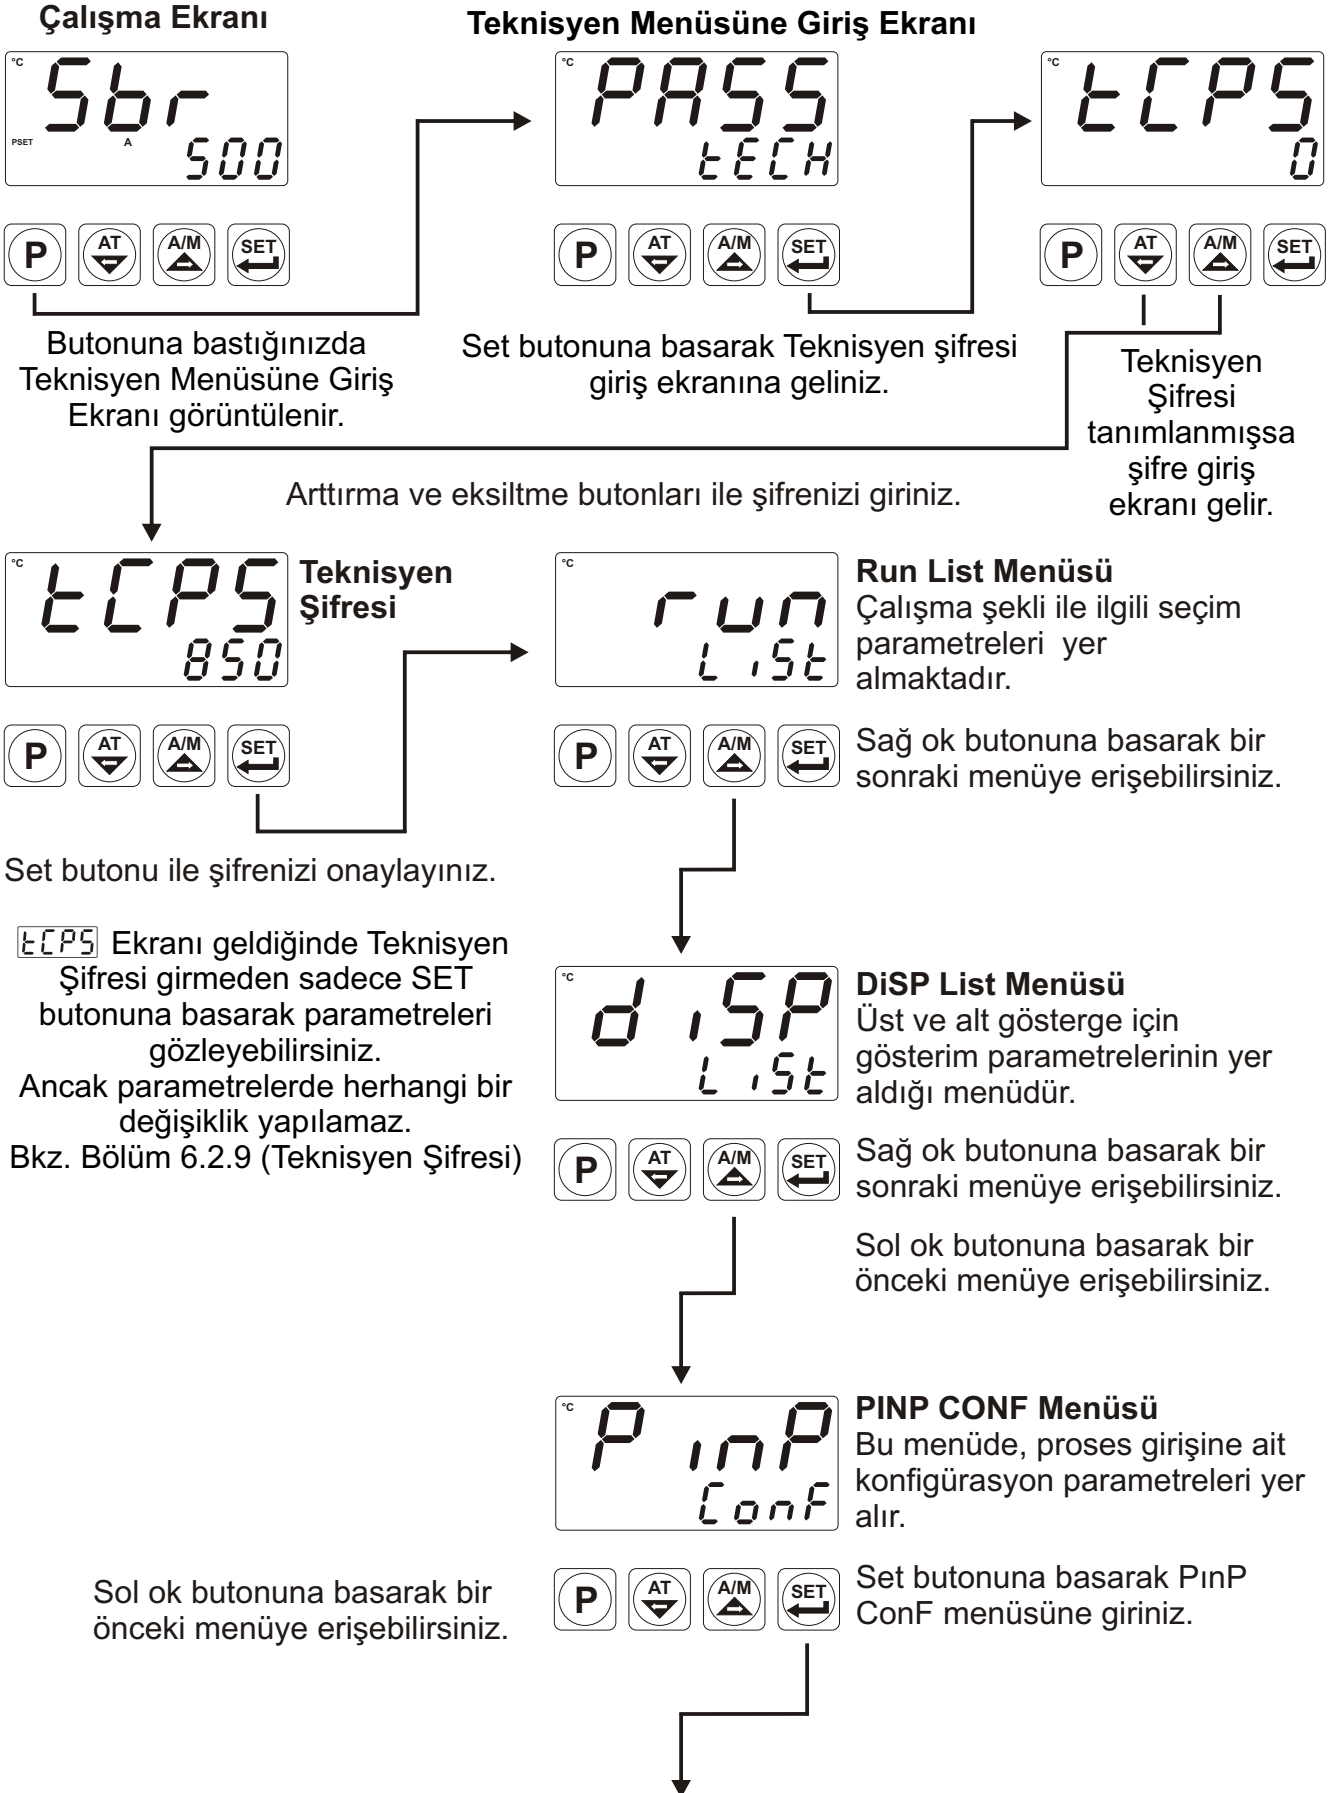 Çalışma Ekranı
Teknisyen Menüsüne Giriş Ekranı
°C
Sbr
PSET
A
500
°C
PASS
tECH
°C
tCPS
0
P AT A/M SET
P AT A/M SET
P AT A/M SET
Butonuna bastığınızda
Teknisyen Menüsüne Giriş
Ekranı görüntülenir.
Set butonuna basarak Teknisyen şifresi
giriş ekranına geliniz.
Teknisyen
Şifresi
tanımlanmışsa
şifre giriş
ekranı gelir.
Arttırma ve eksiltme butonları ile şifrenizi giriniz.
°C
tCPS
850
Teknisyen
Şifresi
P AT A/M SET
Set butonu ile şifrenizi onaylayınız.
°C
run
LiSt
P AT A/M SET
Run List Menüsü
Çalışma şekli ile ilgili seçim
parametreleri yer
almaktadır.
Sağ ok butonuna basarak bir
sonraki menüye erişebilirsiniz.
tCPS Ekranı geldiğinde Teknisyen
Şifresi girmeden sadece SET
butonuna basarak parametreleri
gözleyebilirsiniz.
Ancak parametrelerde herhangi bir
değişiklik yapılamaz.
Bkz. Bölüm 6.2.9 (Teknisyen Şifresi)
°C
diSP
LiSt
P AT A/M SET
DiSP List Menüsü
Üst ve alt gösterge için
gösterim parametrelerinin yer
aldığı menüdür.
Sağ ok butonuna basarak bir
sonraki menüye erişebilirsiniz.
Sol ok butonuna basarak bir
önceki menüye erişebilirsiniz.
°C
PınP
ConF
P AT A/M SET
PINP CONF Menüsü
Bu menüde, proses girişine ait
konfigürasyon parametreleri yer
alır.
Set butonuna basarak PınP
ConF menüsüne giriniz.
Sol ok butonuna basarak bir
önceki menüye erişebilirsiniz.